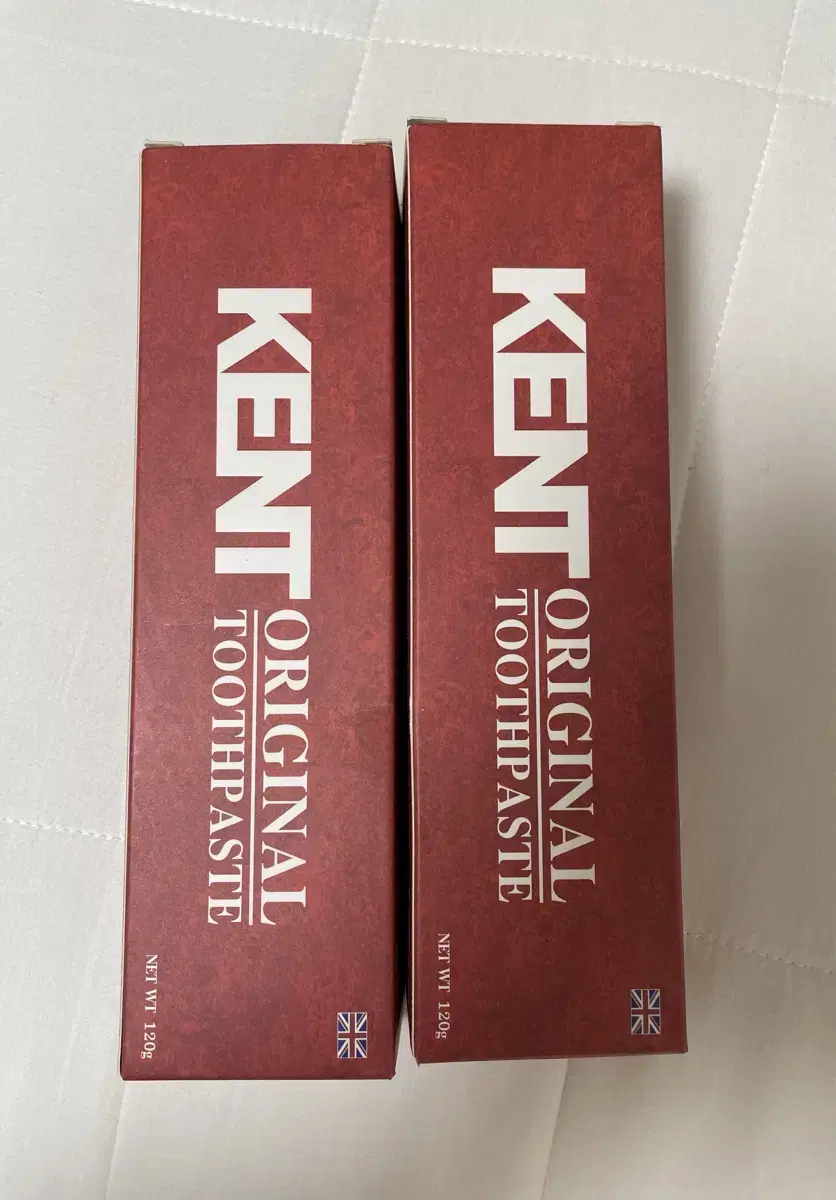 KENT
ORIGINAL
TOOTHPASTE
NET WT 120g
KENT
ORIGINAL
TOOTHPASTE
NET WT 120g